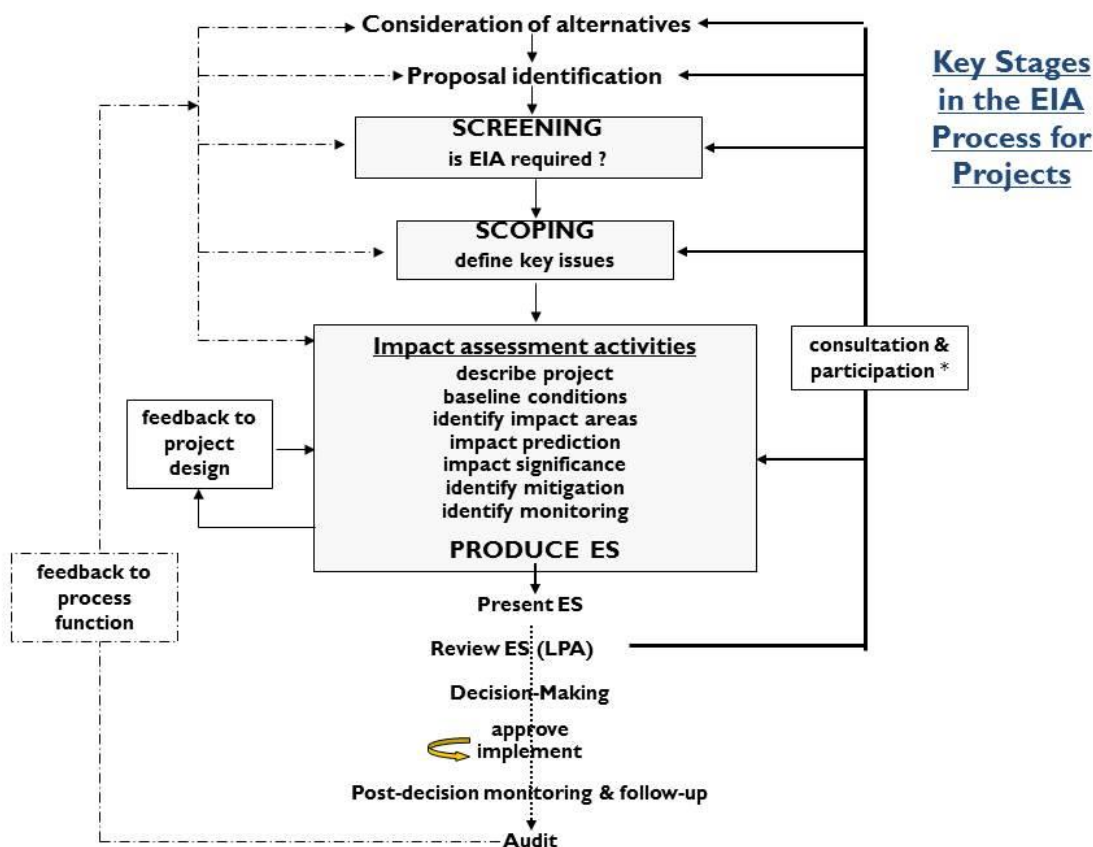 Consideration of alternatives
Proposal identification
Key Stages
in the EIA
Process for
Projects
SCREENING
is EIA required ?
SCOPING
define key issues
Impact assessment activities
describe project
baseline conditions
identify impact areas
impact prediction
impact significance
identify mitigation
identify monitoring
PRODUCE ES
consultation &
participation *
feedback to
project
design
feedback to
process
function
Present ES
Review ES (LPA)
Decision-Making
approve
implement
Post-decision monitoring & follow-up
Audit